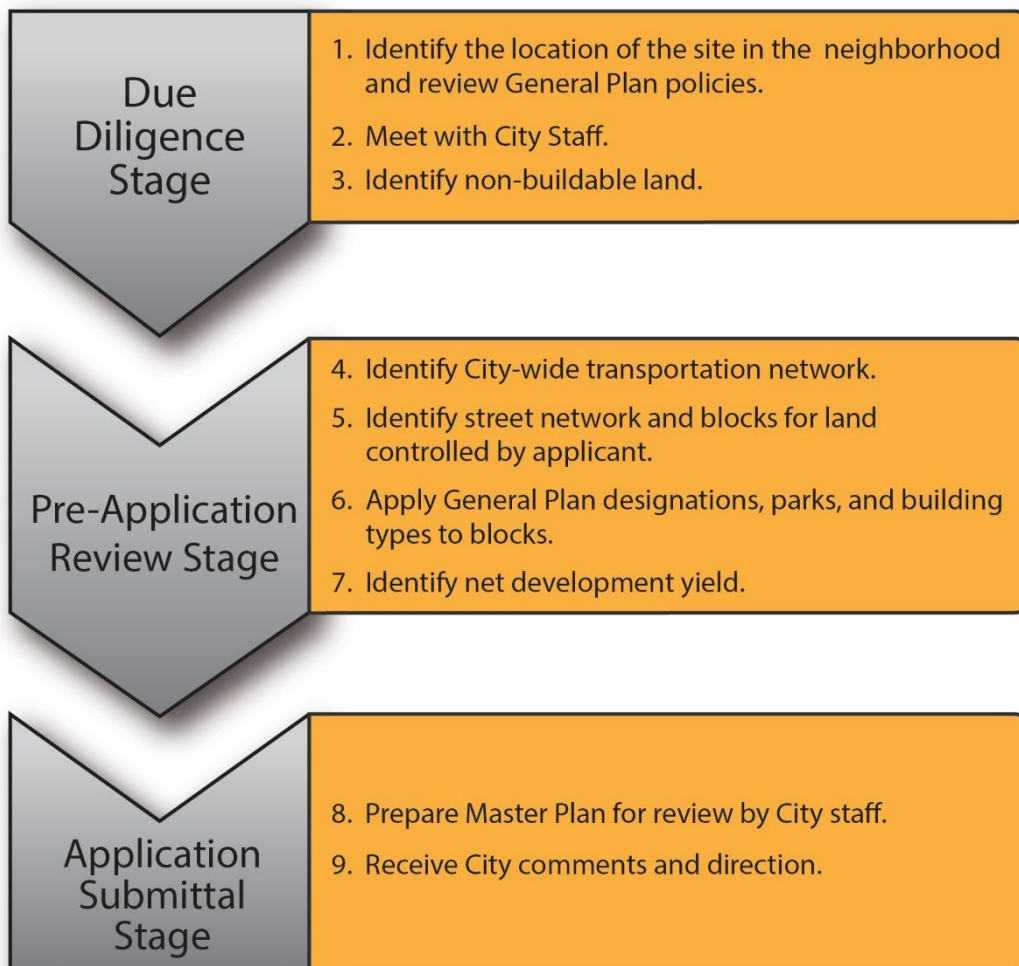 Due
Diligence
Stage
1. Identify the location of the site in the neighborhood
and review General Plan policies.
2. Meet with City Staff.
3. Identify non-buildable land.
Pre-Application
Review Stage
4. Identify City-wide transportation network.
5. Identify street network and blocks for land
controlled by applicant.
6. Apply General Plan designations, parks, and building
types to blocks.
7. Identify net development yield.
Application
Submittal
Stage
8. Prepare Master Plan for review by City staff.
9. Receive City comments and direction.